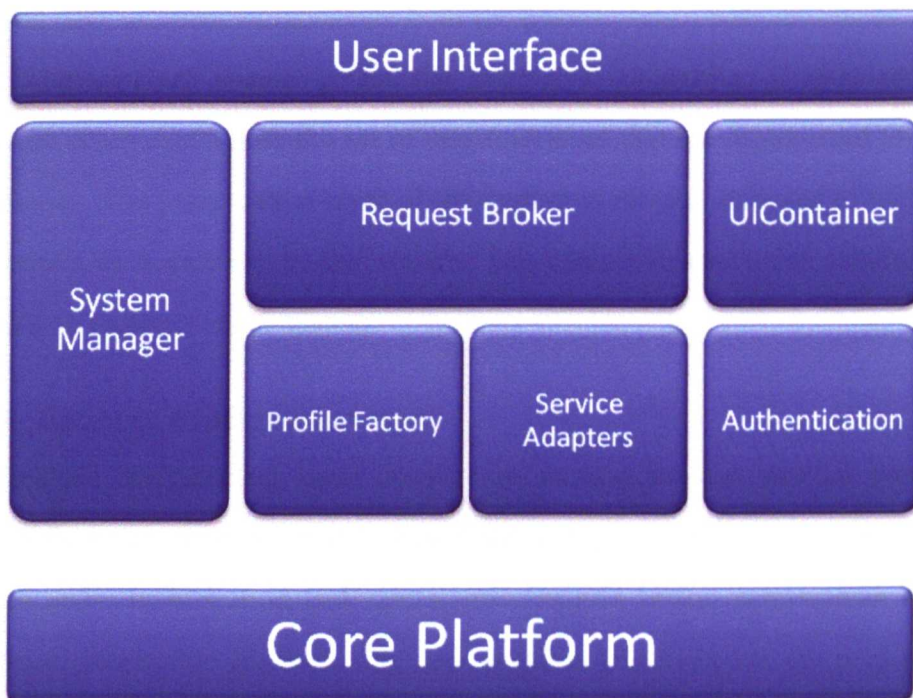 User Interface
Request Broker
UIContainer
System
Manager
Profile Factory
Service
Adapters
Authentication
Core Platform